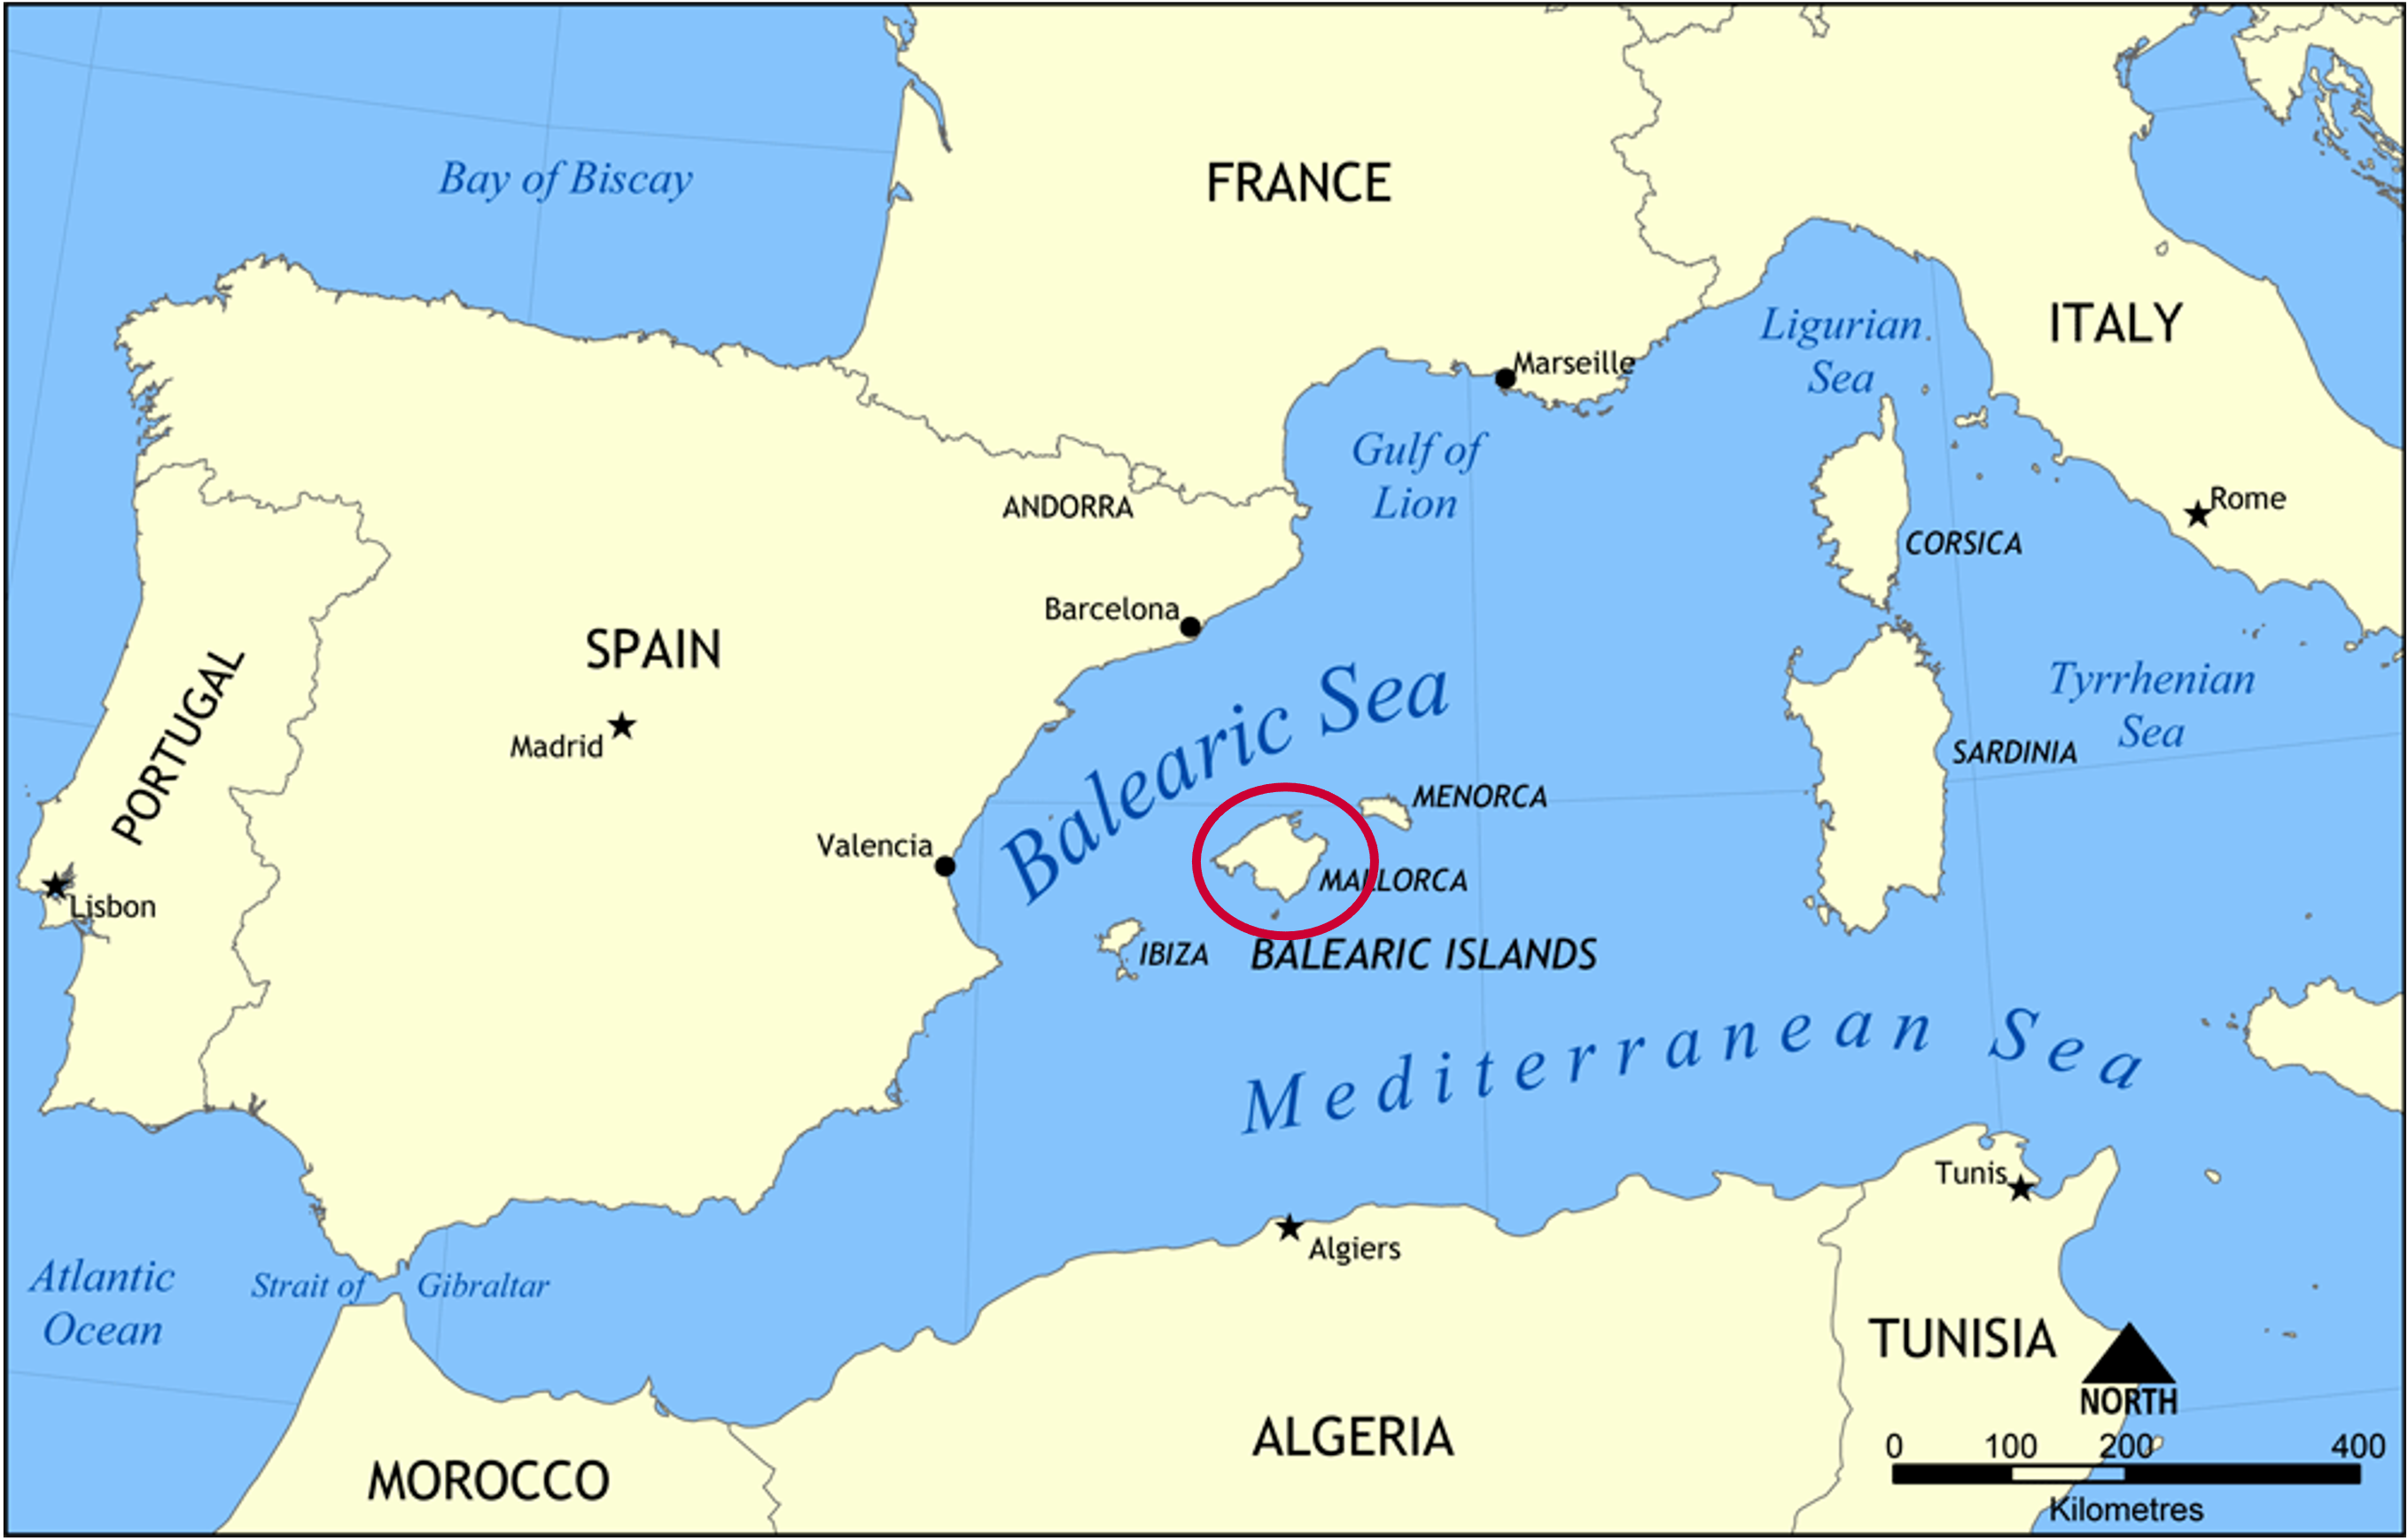 Bay of Biscay
FRANCE
Ligurian
Sea
ITALY
Marseille
Gulf of
Lion
ANDORRA
Rome
CORSICA
Barcelona
SPAIN
PORTUGAL
Madrid
Balearic Sea
Tyrrhenian
Sea
SARDINIA
MENORCA
Valencia
MALLORCA
Lisbon
IBIZA
BALEARIC ISLANDS
Mediterranean Sea
Tunis
Algiers
Atlantic
Ocean
Strait of Gibraltar
TUNISIA
NORTH
ALGERIA
MOROCCO
0 100 200 400
Kilometres